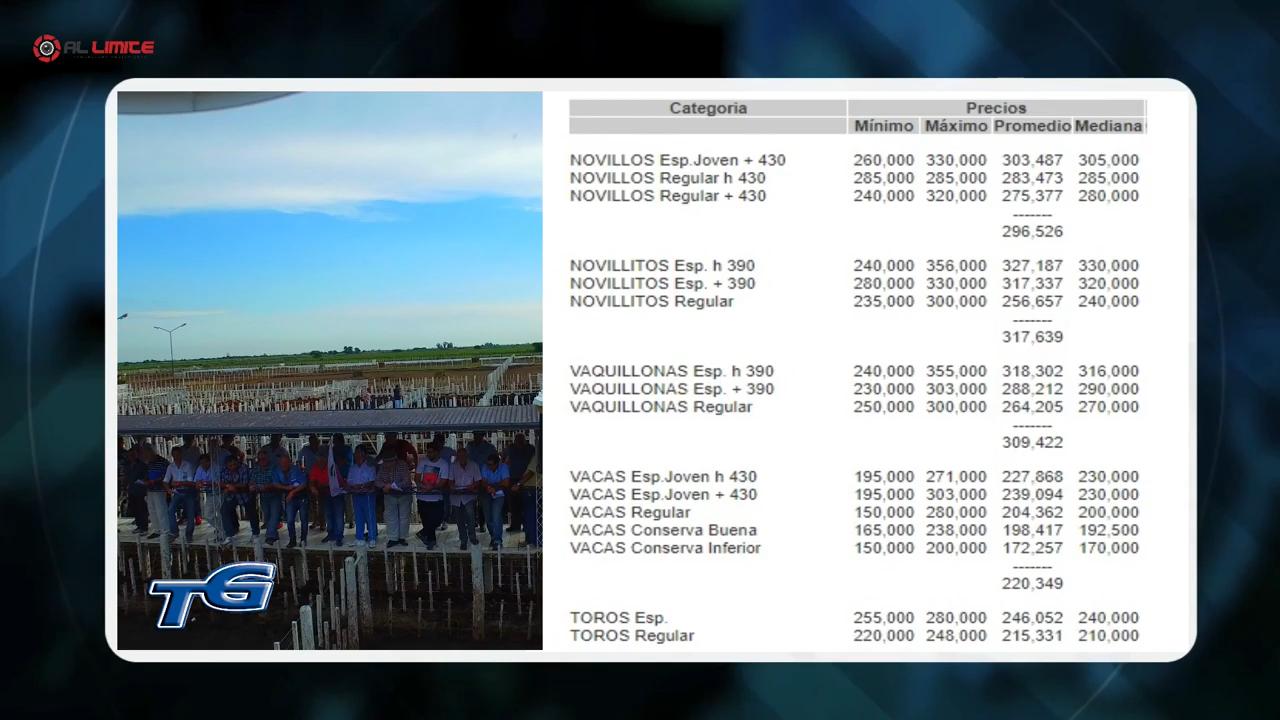 AL LIMITE
Categoria Precios
Mínimo Máximo Promedio Mediana
NOVILLOS Esp.Joven + 430 260,000 330,000 303,487 305,000
NOVILLOS Regular h 430 285,000 285,000 283,473 285,000
NOVILLOS Regular + 430 240,000 320,000 275,377 280,000
-------
296,526
NOVILLITOS Esp. h 390 240,000 356,000 327,187 330,000
NOVILLITOS Esp. + 390 280,000 330,000 317,337 320,000
NOVILLITOS Regular 235,000 300,000 256,657 240,000
-------
317,639
VAQUILLONAS Esp. h 390 240,000 355,000 318,302 316,000
VAQUILLONAS Esp. + 390 230,000 303,000 288,212 290,000
VAQUILLONAS Regular 250,000 300,000 264,205 270,000
-------
309,422
VACAS Esp.Joven h 430 195,000 271,000 227,868 230,000
VACAS Esp.Joven + 430 195,000 303,000 239,094 230,000
VACAS Regular 150,000 280,000 204,362 200,000
VACAS Conserva Buena 165,000 238,000 198,417 192,500
VACAS Conserva Inferior 150,000 200,000 172,257 170,000
-------
220,349
TOROS Esp. 255,000 280,000 246,052 240,000
TOROS Regular 220,000 248,000 215,331 210,000
TG